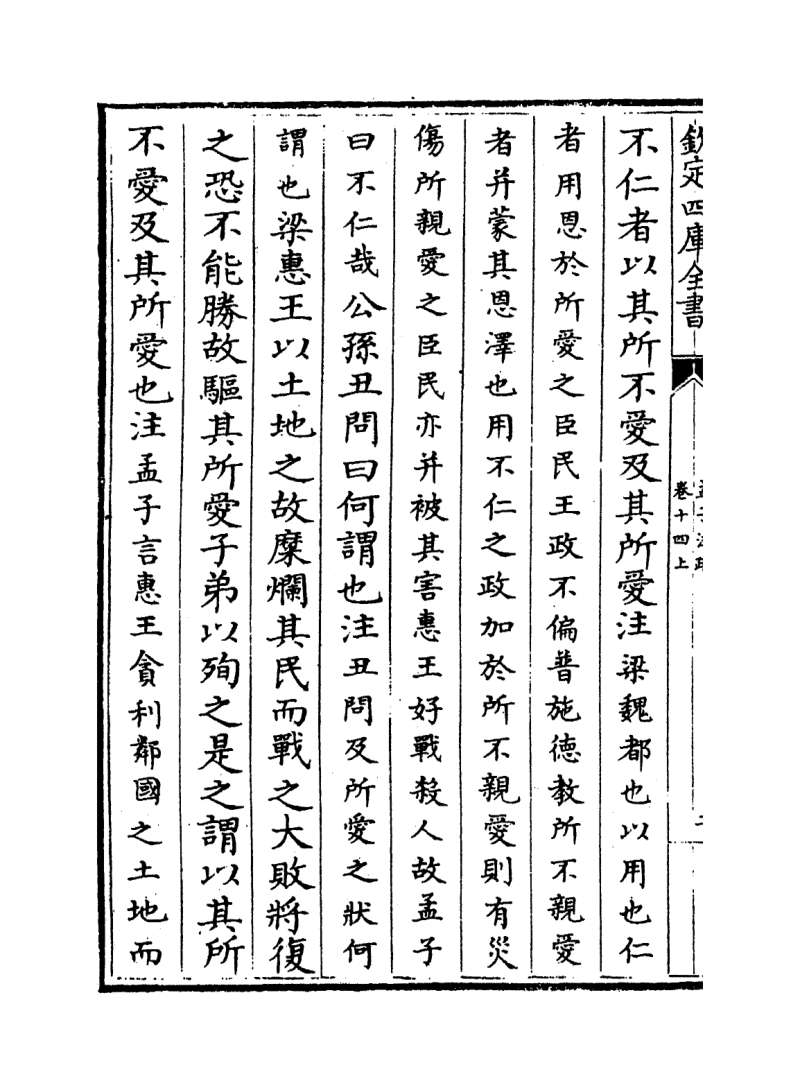 欽定四庫全書
卷十四上
不仁者以其所不愛及其所愛注梁魏都也以用也仁
者用恩於所愛之臣民王政不偏普施德教所不親愛
者并蒙其恩澤也用不仁之政加於所不親愛則有災
傷所親愛之臣民亦并被其害惠王好戰殺人故孟子
曰不仁哉公孫丑問曰何謂也注丑問及所愛之狀何
謂也梁惠王以土地之故糜爛其民而戰之大敗將復
之恐不能勝故驅其所愛子弟以殉之是之謂以其所
不愛及其所愛也注孟子言惠王貪利鄰國之土地而